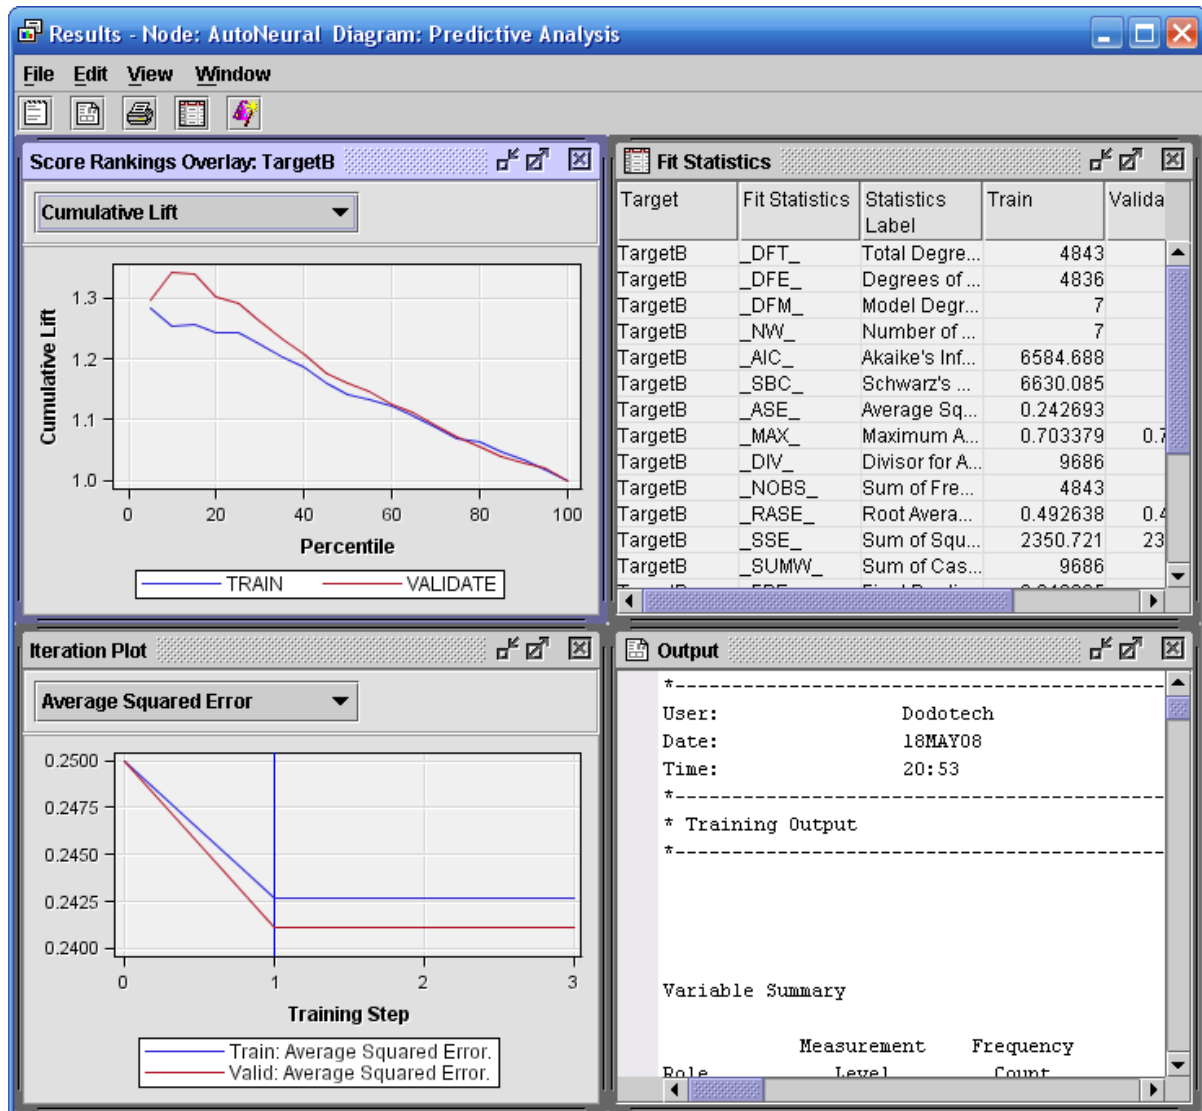 Results - Node: AutoNeural Diagram: Predictive Analysis
File Edit View Window
Score Rankings Overlay: TargetB
Cumulative Lift
Cumulative Lift
1.3
1.2
1.1
1.0
0 20 40 60 80 100
Percentile
TRAIN VALIDATE
Fit Statistics
Target Fit Statistics Statistics Label Train Valida
TargetB _DFT_ Total Degre... 4843
TargetB _DFE_ Degrees of ... 4836
TargetB _DFM_ Model Degr... 7
TargetB _NW_ Number of ... 7
TargetB _AIC_ Akaike's Inf... 6584.688
TargetB _SBC_ Schwarz's ... 6630.085
TargetB _ASE_ Average Sq... 0.242693
TargetB _MAX_ Maximum A... 0.703379 0.7
TargetB _DIV_ Divisor for A... 9686
TargetB _NOBS_ Sum of Fre... 4843
TargetB _RASE_ Root Avera... 0.492638 0.4
TargetB _SSE_ Sum of Squ... 2350.721 23
TargetB _SUMW_ Sum of Cas... 9686
Iteration Plot
Average Squared Error
0.2500
0.2475
0.2450
0.2425
0.2400
0 1 2 3
Training Step
Train: Average Squared Error.
Valid: Average Squared Error.
Output
*--------------------------------------------
User: Dodotech
Date: 18MAY08
Time: 20:53
*--------------------------------------------
* Training Output
*--------------------------------------------
Variable Summary
Measurement Frequency
Role Level Count